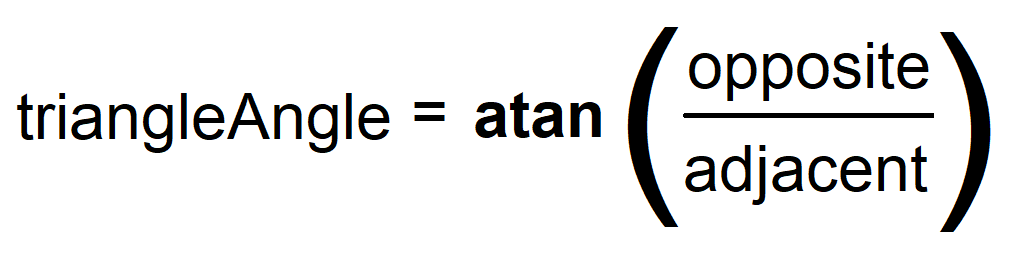 triangleAngle = atan ( opposite
adjacent )